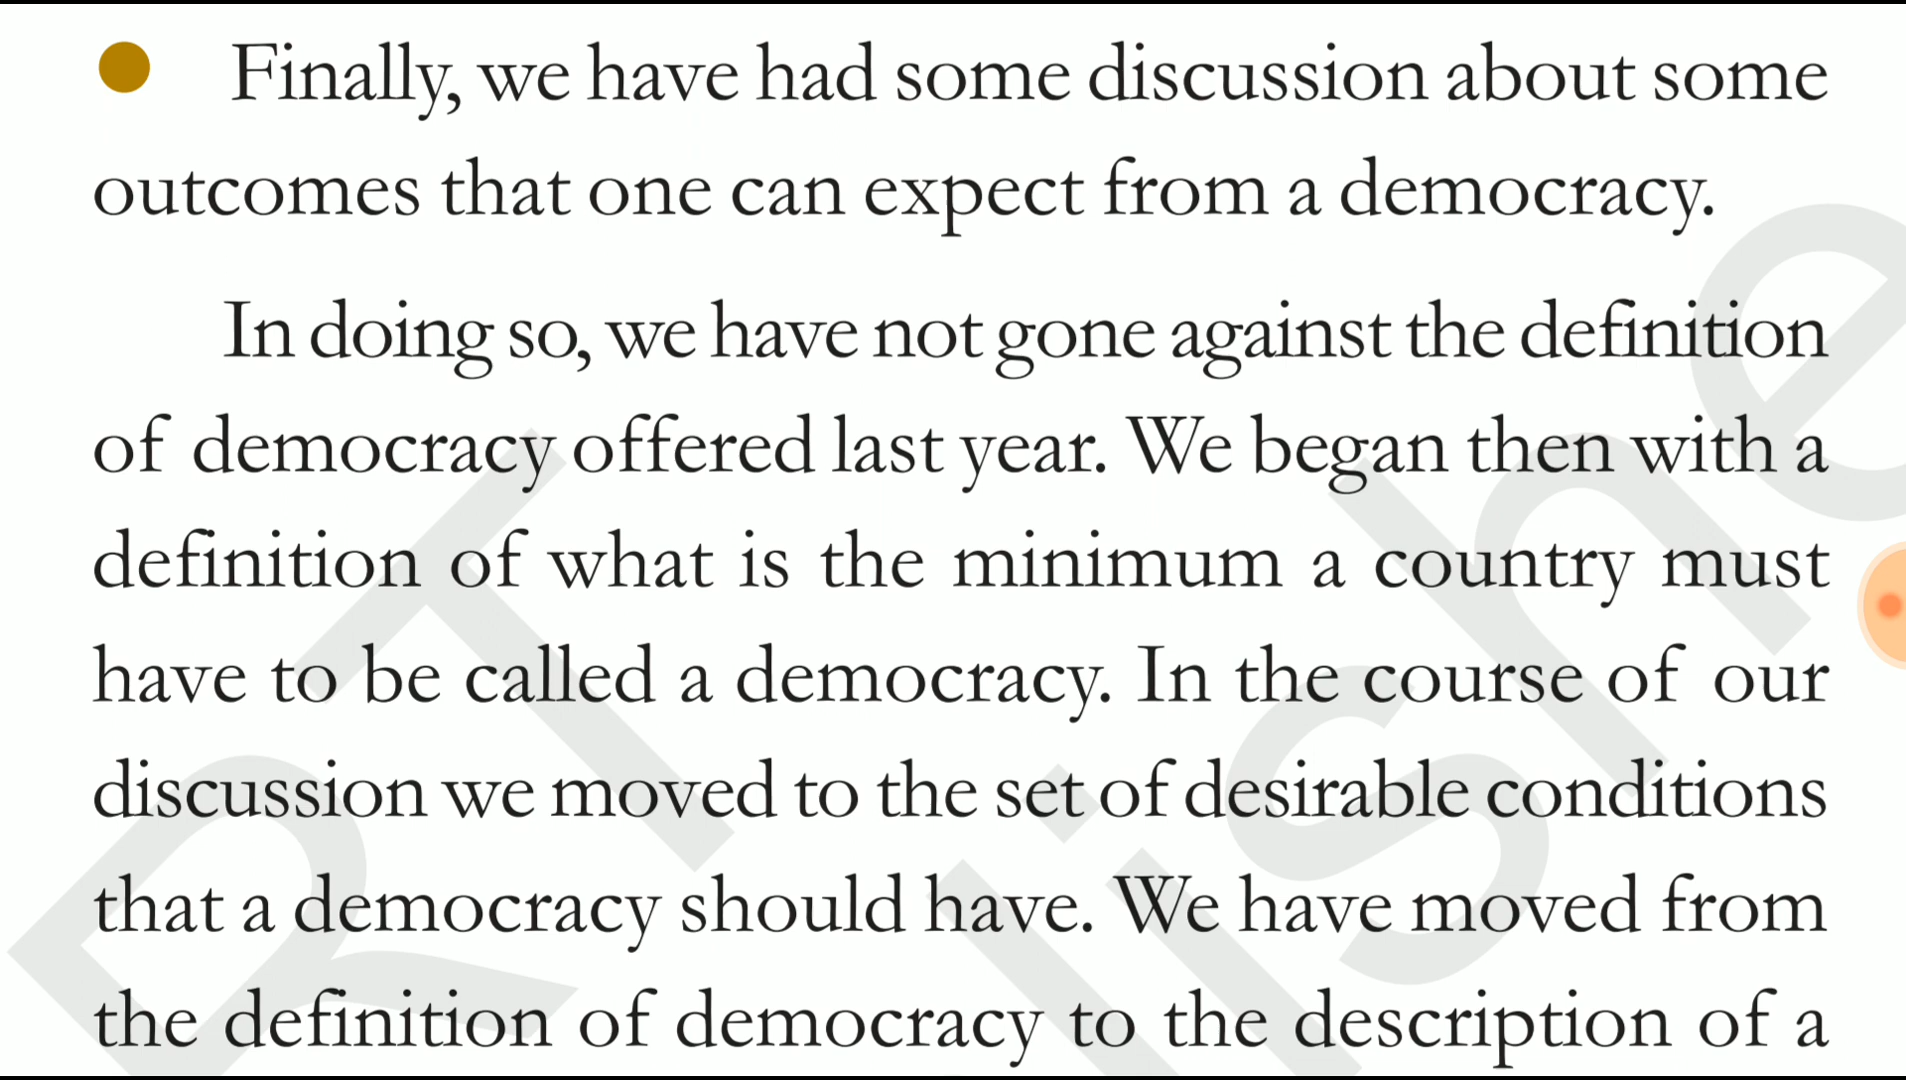 ● Finally, we have had some discussion about some
outcomes that one can expect from a democracy.
In doing so, we have not gone against the definition
of democracy offered last year. We began then with a
definition of what is the minimum a country must
have to be called a democracy. In the course of our
discussion we moved to the set of desirable conditions
that a democracy should have. We have moved from
the definition of democracy to the description of a